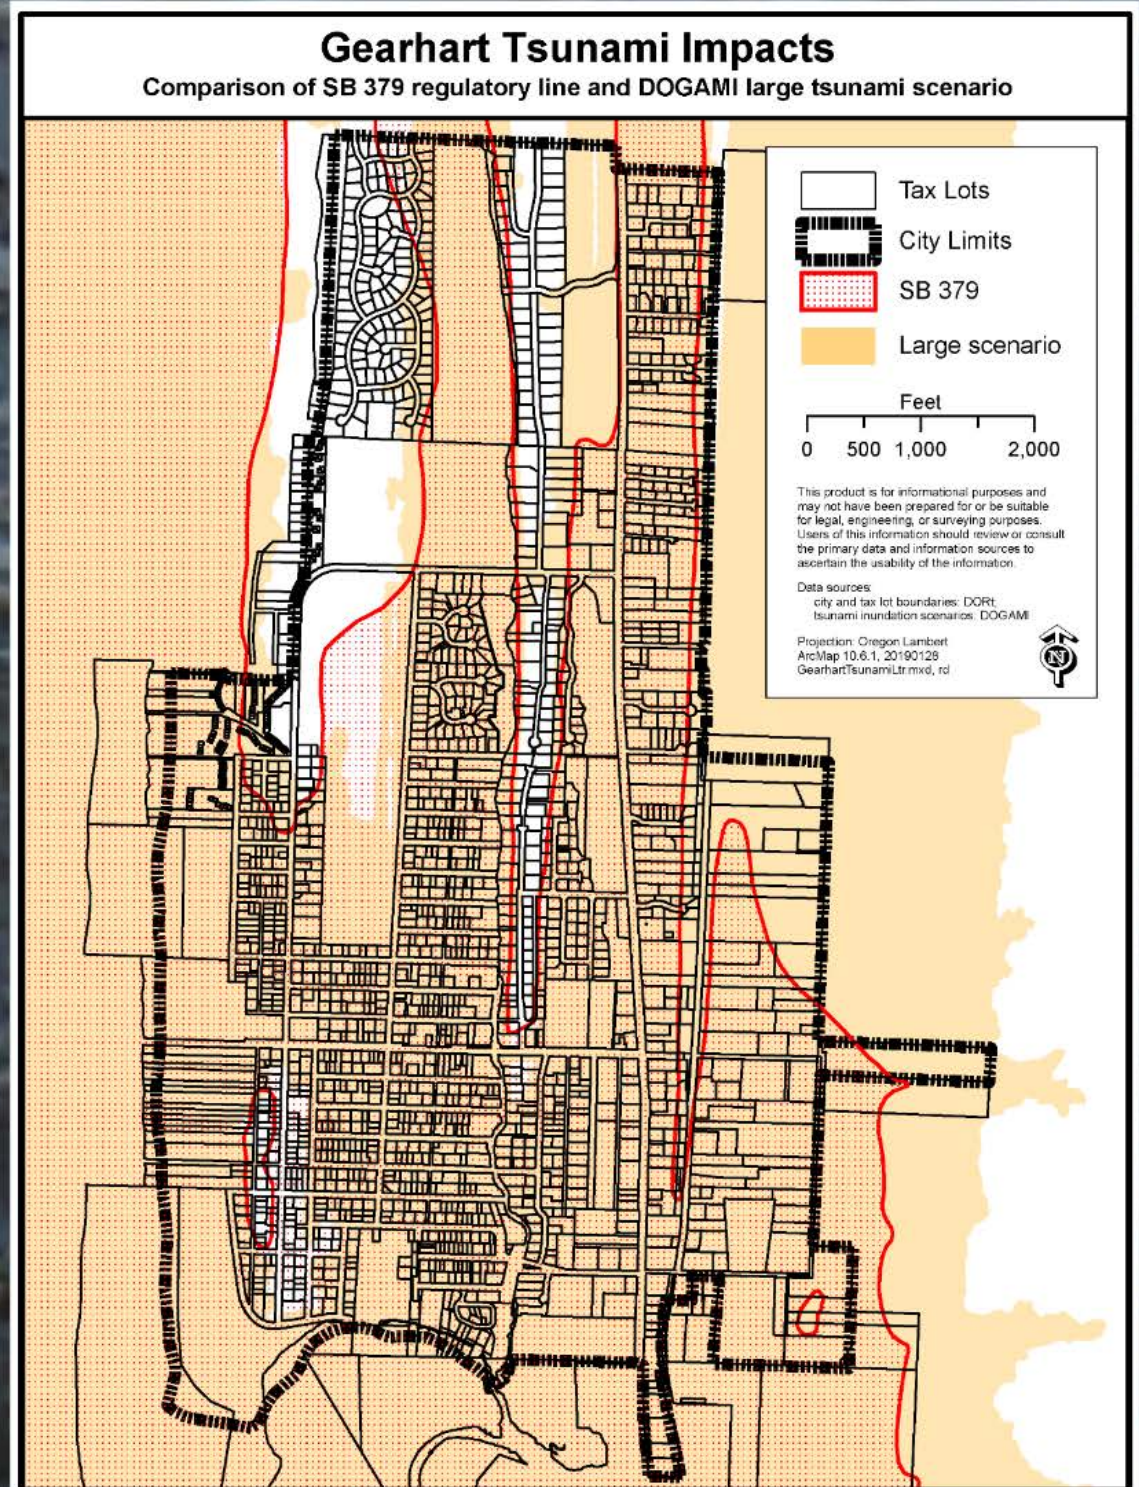 Gearhart Tsunami Impacts
Comparison of SB 379 regulatory line and DOGAMI large tsunami scenario
Tax Lots
City Limits
SB 379
Large scenario
Feet
0 500 1,000 2,000
This product is for informational purposes and
may not have been prepared for or be suitable
for legal, engineering, or surveying purposes.
Users of this information should review or consult
the primary data and information sources to
ascertain the usability of the information.
Data sources:
city and tax lot boundaries: DORt,
tsunami inundation scenarios: DOGAMI
Projection: Oregon Lambert
ArcMap 10.6.1, 20190128
GearhartTsunamiLtr.mxd, rd
N